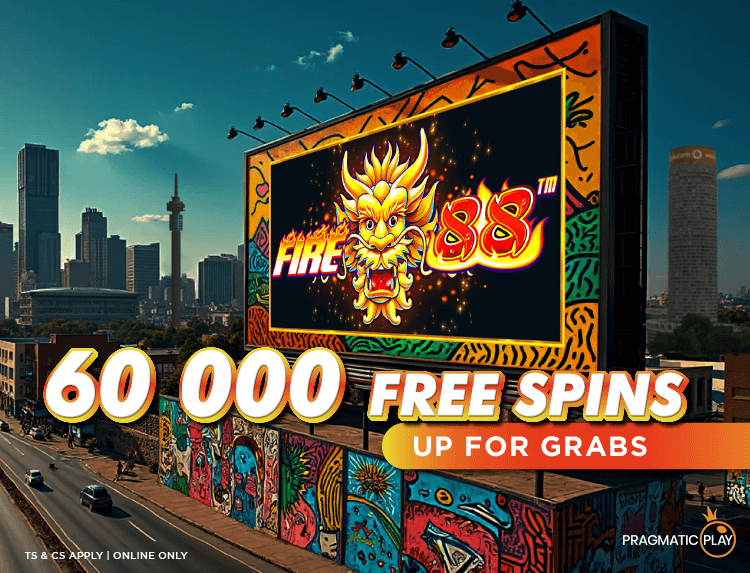 FIRE 88™
60 000 FREE SPINS
UP FOR GRABS
TS & CS APPLY | ONLINE ONLY
PRAGMATIC PLAY